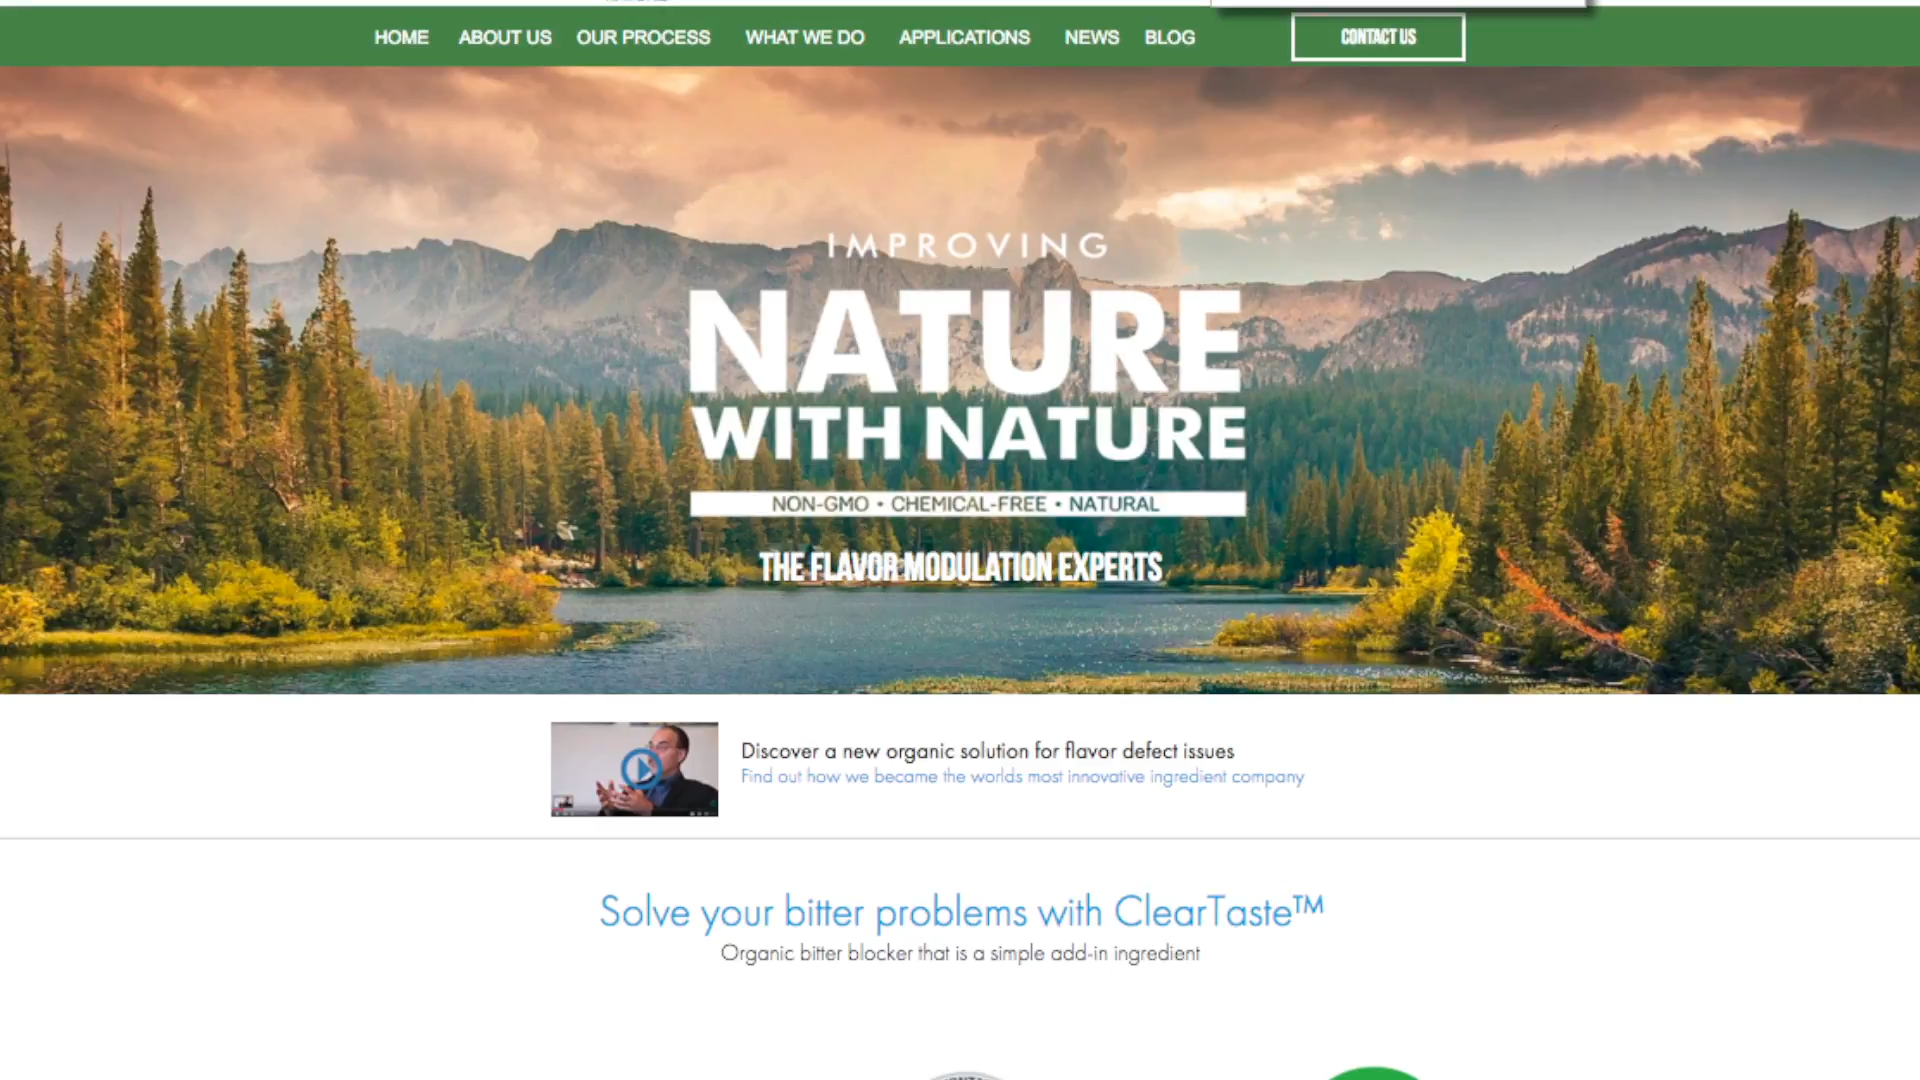 HOME ABOUT US OUR PROCESS WHAT WE DO APPLICATIONS NEWS BLOG CONTACT US
IMPROVING
NATURE
WITH NATURE
NON-GMO • CHEMICAL-FREE • NATURAL
THE FLAVOR MODULATION EXPERTS
Discover a new organic solution for flavor defect issues
Find out how we became the worlds most innovative ingredient company
Solve your bitter problems with ClearTaste™
Organic bitter blocker that is a simple add-in ingredient